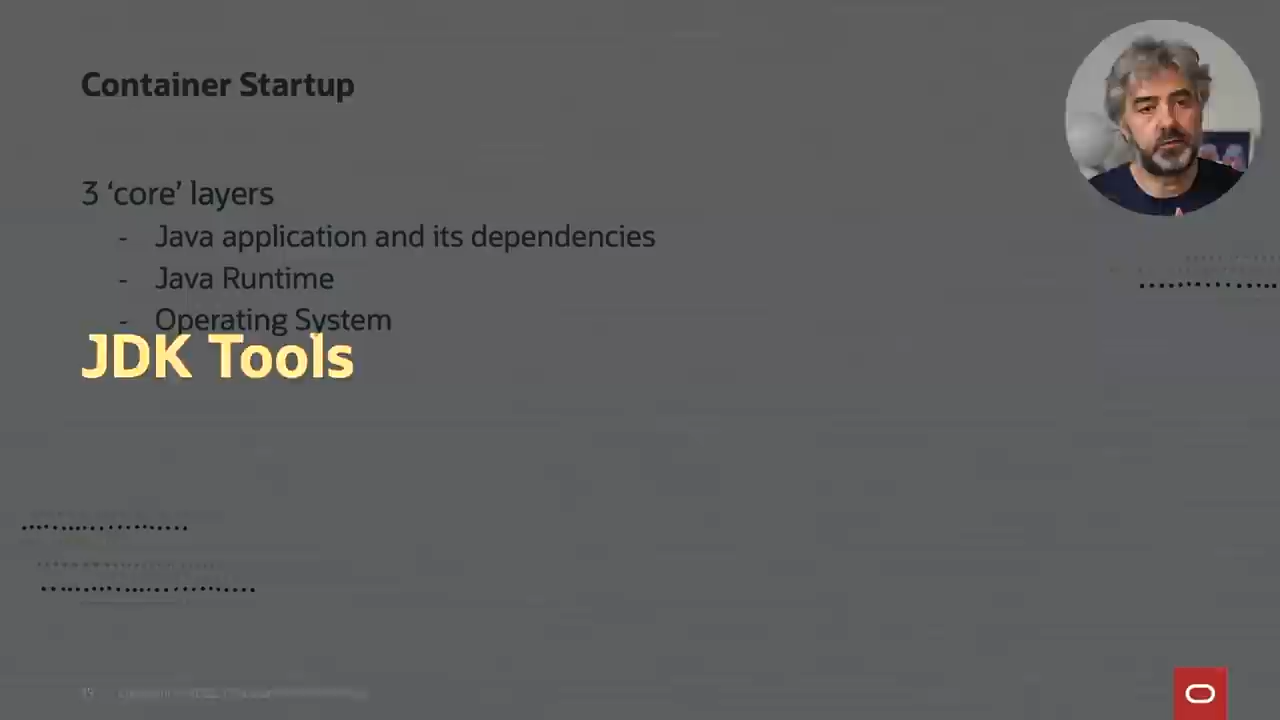 Container Startup
3 ‘core’ layers
- Java application and its dependencies
- Java Runtime
- Operating System
JDK Tools